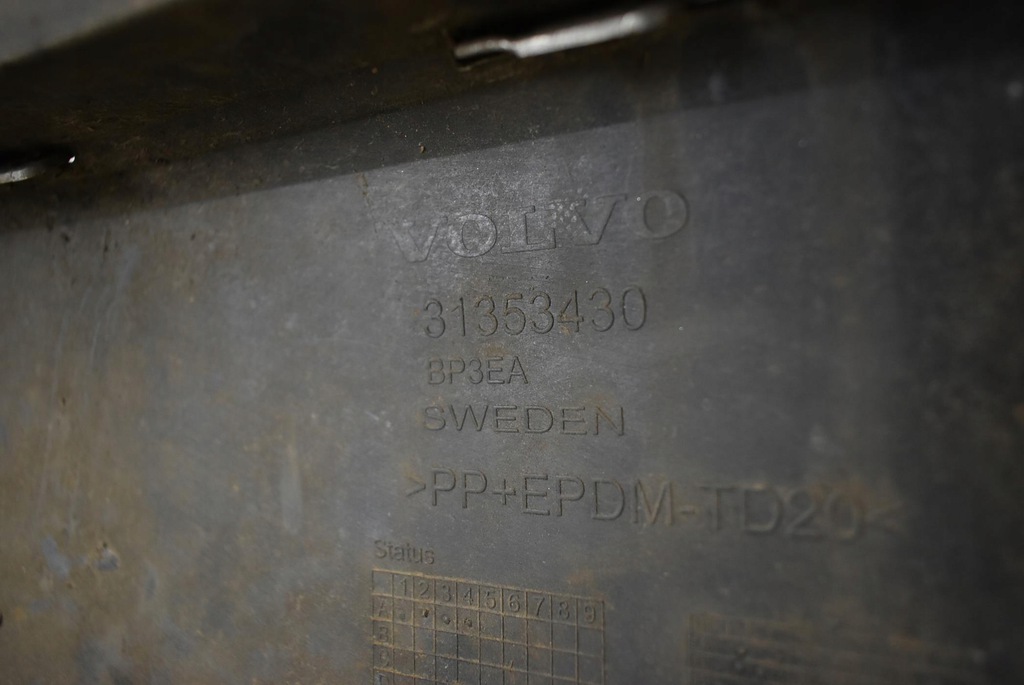 VOLVO
31353430
BP3EA
SWEDEN
>PP+EPDM-TD20<
Status
1 2 3 4 5 6 7 8 9
A
B